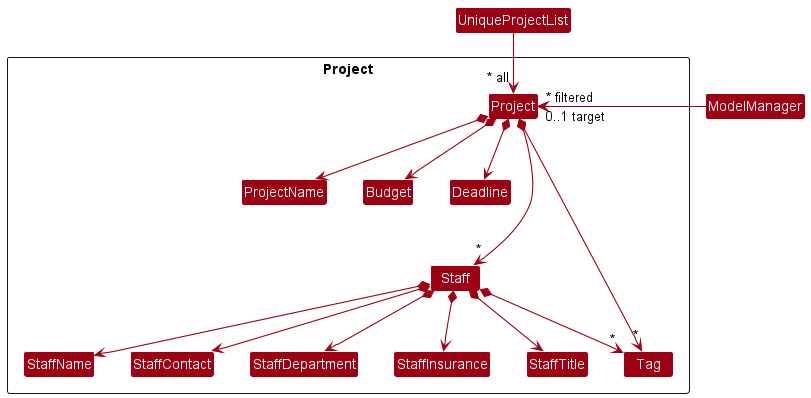 UniqueProjectList
Project
* all
Project
* filtered
0..1 target
ModelManager
ProjectName
Budget
Deadline
*
Staff
*
*
StaffName
StaffContact
StaffDepartment
StaffInsurance
StaffTitle
Tag